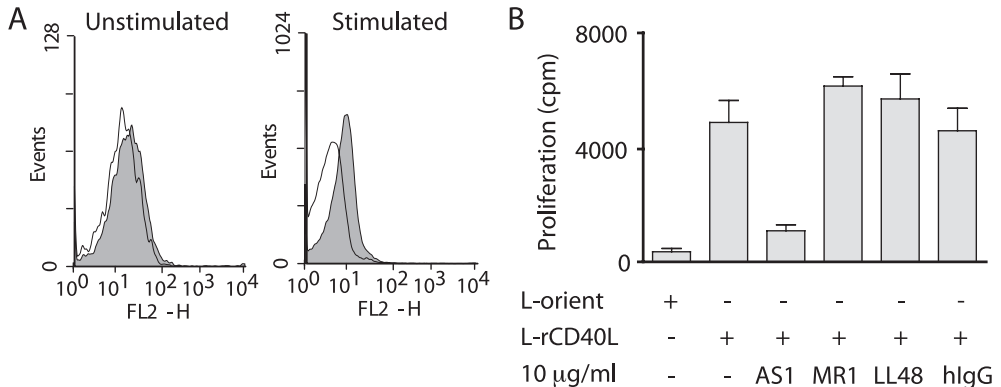 A
Unstimulated
Stimulated
128
Events
0
10^0 10^1 10^2 10^3 10^4
FL2 -H
1024
Events
0
10^0 10^1 10^2 10^3 10^4
FL2 -H
B
Proliferation (cpm)
8000
4000
0
L-orient + - - - - -
L-rCD40L - + + + + +
10 μg/ml - - AS1 MR1 LL48 hIgG